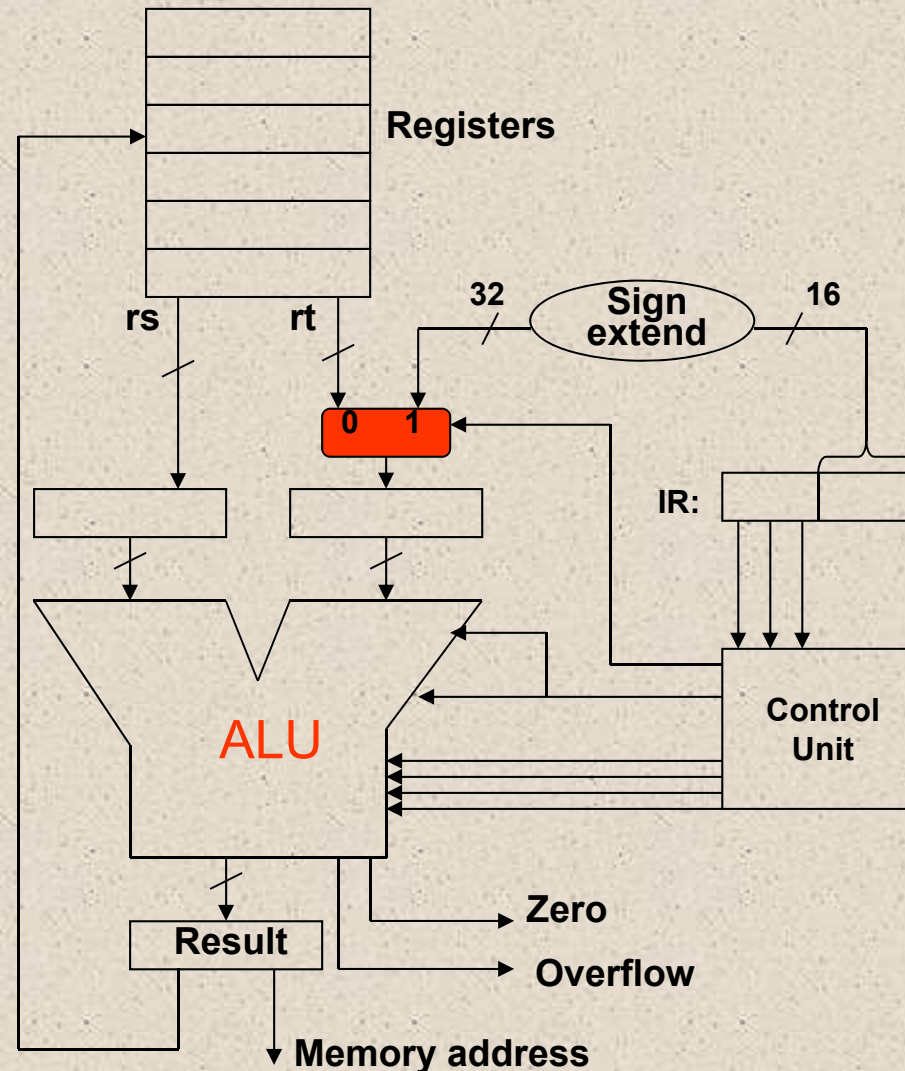 Registers
rs
rt
32
Sign
extend
16
0 1
IR:
ALU
Control
Unit
Zero
Result
Overflow
Memory address